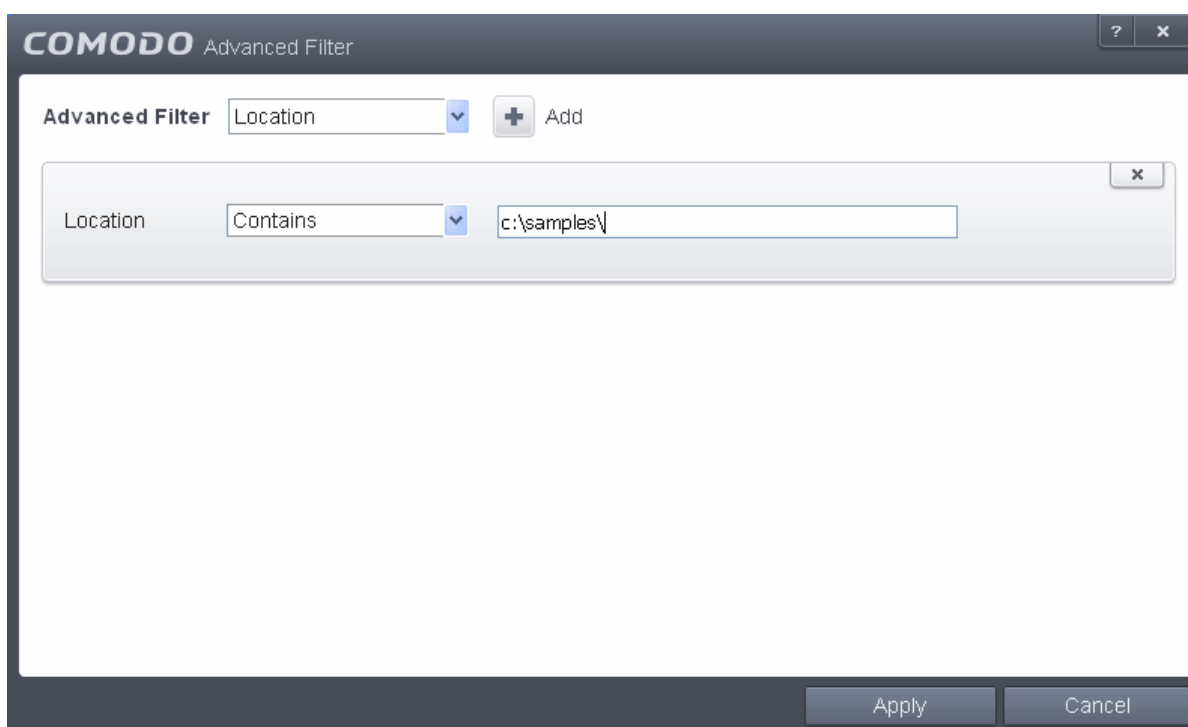 COMODO Advanced Filter ? x
Advanced Filter Location + Add
x
Location Contains c:\samples\
Apply Cancel